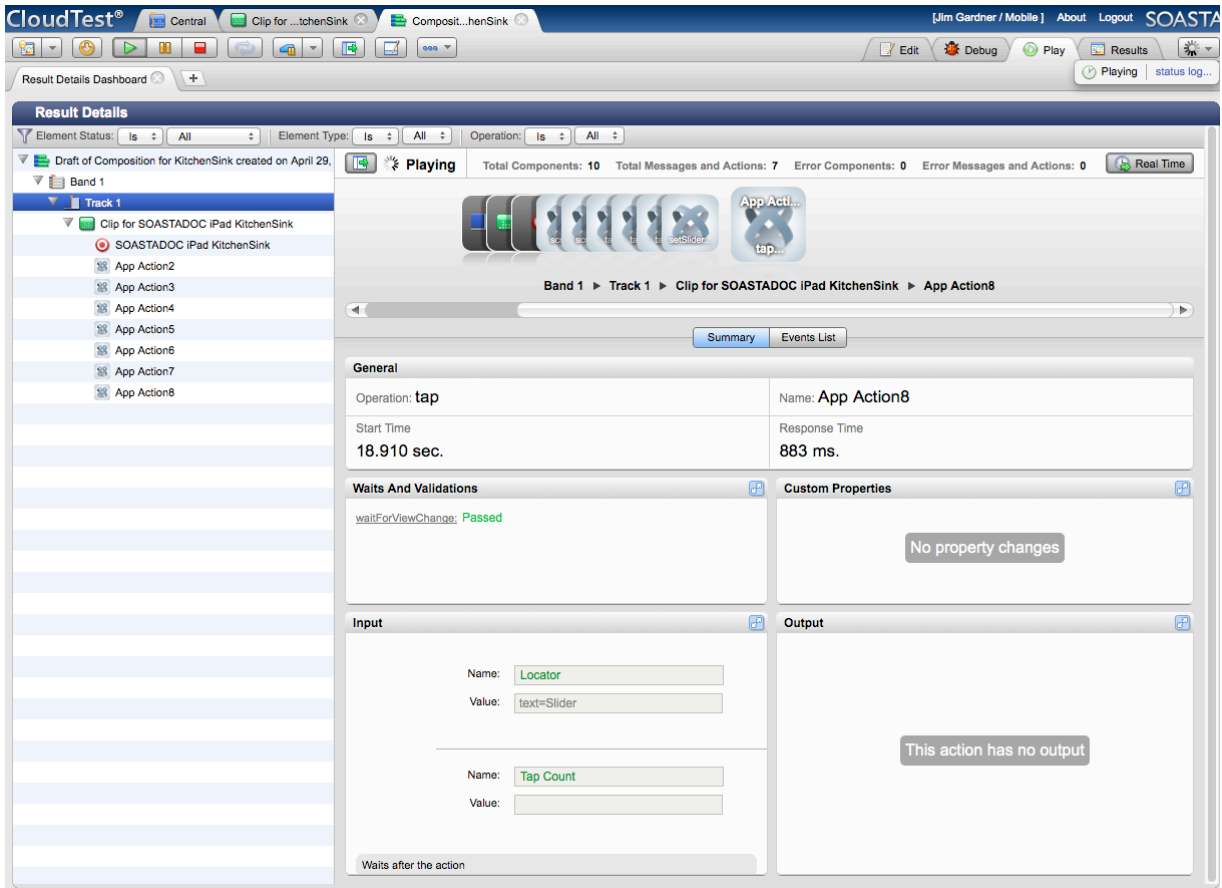 CloudTest® Central Clip for ...tchenSink Composit...henSink [Jim Gardner / Mobile ] About Logout SOASTA
Edit Debug Play Results
Result Details Dashboard + Playing status log...
Result Details
Element Status: Is All Element Type: Is All Operation: Is All
Draft of Composition for KitchenSink created on April 29, Playing Total Components: 10 Total Messages and Actions: 7 Error Components: 0 Error Messages and Actions: 0 Real Time
Band 1
Track 1
Clip for SOASTADOC iPad KitchenSink
SOASTADOC iPad KitchenSink
App Action2
App Action3
App Action4
App Action5
App Action6
App Action7
App Action8
App Acti...
setSlider...
tap...
Band 1 ▶ Track 1 ▶ Clip for SOASTADOC iPad KitchenSink ▶ App Action8
Summary Events List
General
Operation: tap Name: App Action8
Start Time Response Time
18.910 sec. 883 ms.
Waits And Validations Custom Properties
waitForViewChange: Passed
No property changes
Input Output
Name: Locator
Value: text=Slider
This action has no output
Name: Tap Count
Value:
Waits after the action